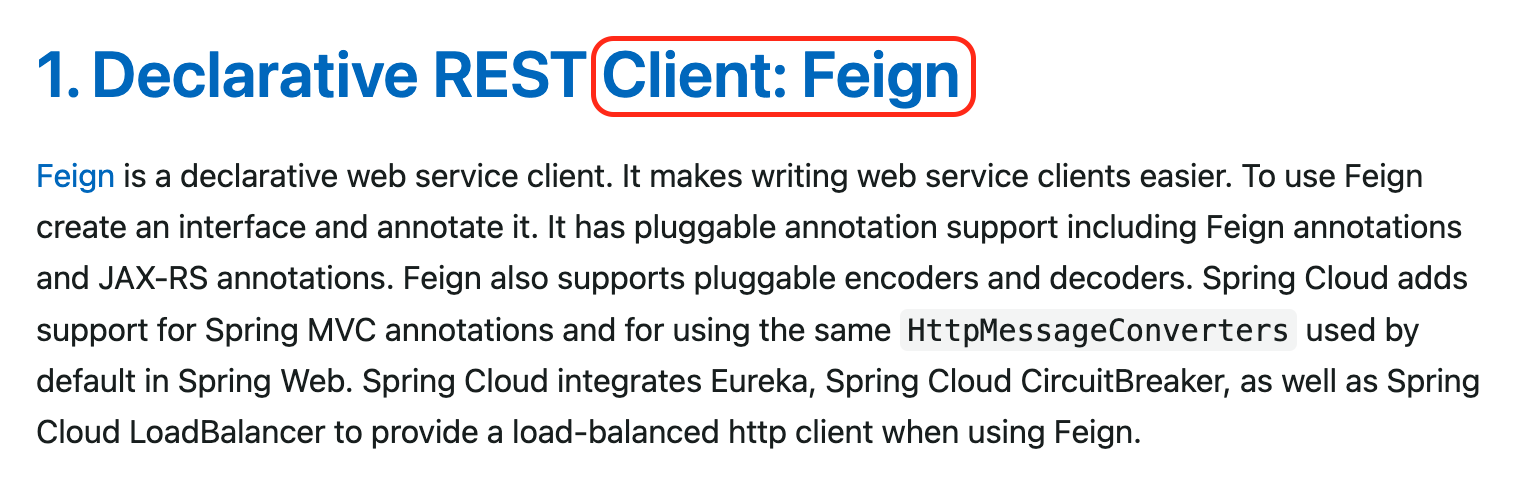 1. Declarative REST Client: Feign
Feign is a declarative web service client. It makes writing web service clients easier. To use Feign
create an interface and annotate it. It has pluggable annotation support including Feign annotations
and JAX-RS annotations. Feign also supports pluggable encoders and decoders. Spring Cloud adds
support for Spring MVC annotations and for using the same HttpMessageConverters used by
default in Spring Web. Spring Cloud integrates Eureka, Spring Cloud CircuitBreaker, as well as Spring
Cloud LoadBalancer to provide a load-balanced http client when using Feign.